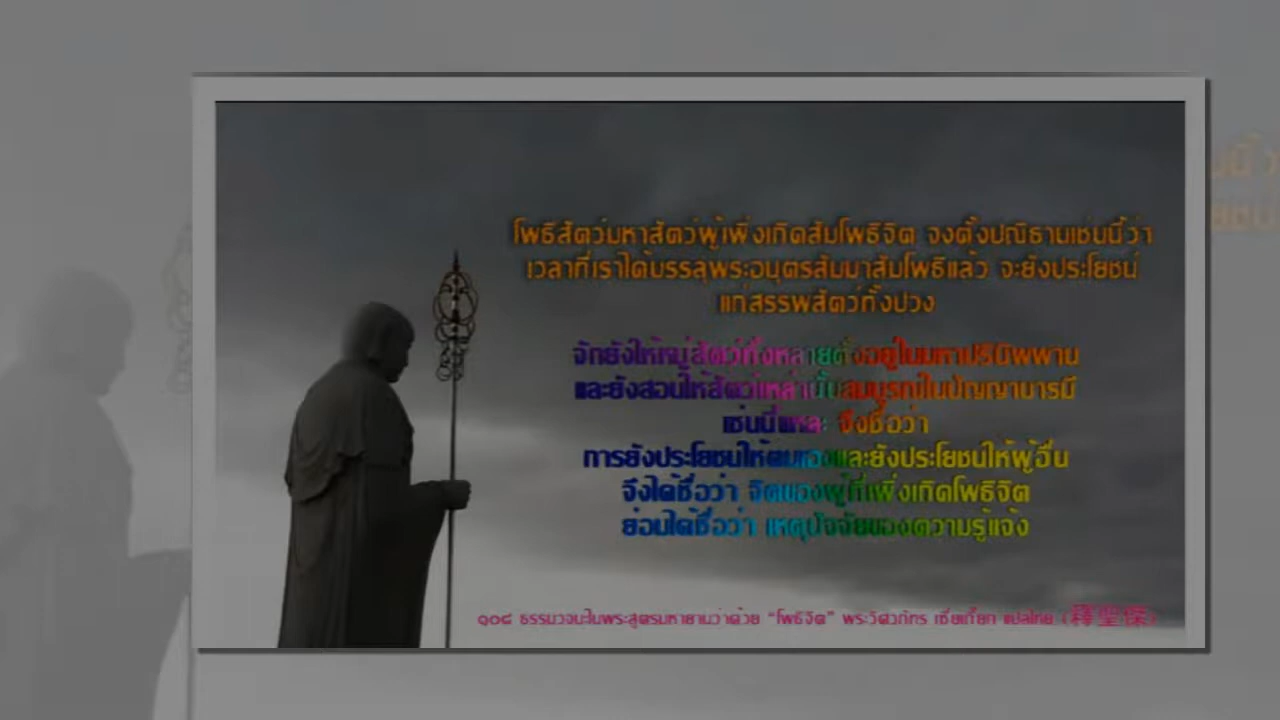 โพธิสัตว์มหาสัตว์ผู้เพิ่งเกิดสัมโพธิจิต จงตั้งปณิธานเช่นนี้ว่า
เวลาที่เราได้บรรลุพระอนุตรสัมมาสัมโพธิแล้ว จะยังประโยชน์
แก่สรรพสัตว์ทั้งปวง
จักยังให้หมู่สัตว์ทั้งหลายตั้งอยู่ในมหาปรินิพพาน
และยังสอนให้สัตว์เหล่านั้นสมบูรณ์ในปัญญาบารมี
เช่นนี้แหละ จึงชื่อว่า
การยังประโยชน์ให้ตนเองและยังประโยชน์ให้ผู้อื่น
จึงได้ชื่อว่า จิตของผู้ที่เพิ่งเกิดโพธิจิต
ย่อมได้ชื่อว่า เหตุปัจจัยของความรู้แจ้ง
๑๐๘ ธรรมวจนะในพระสูตรมหายานว่าด้วย "โพธิจิต" พระวิศวภัทร เซี่ยเกี๊ยก แปลไทย (釋聖傑)